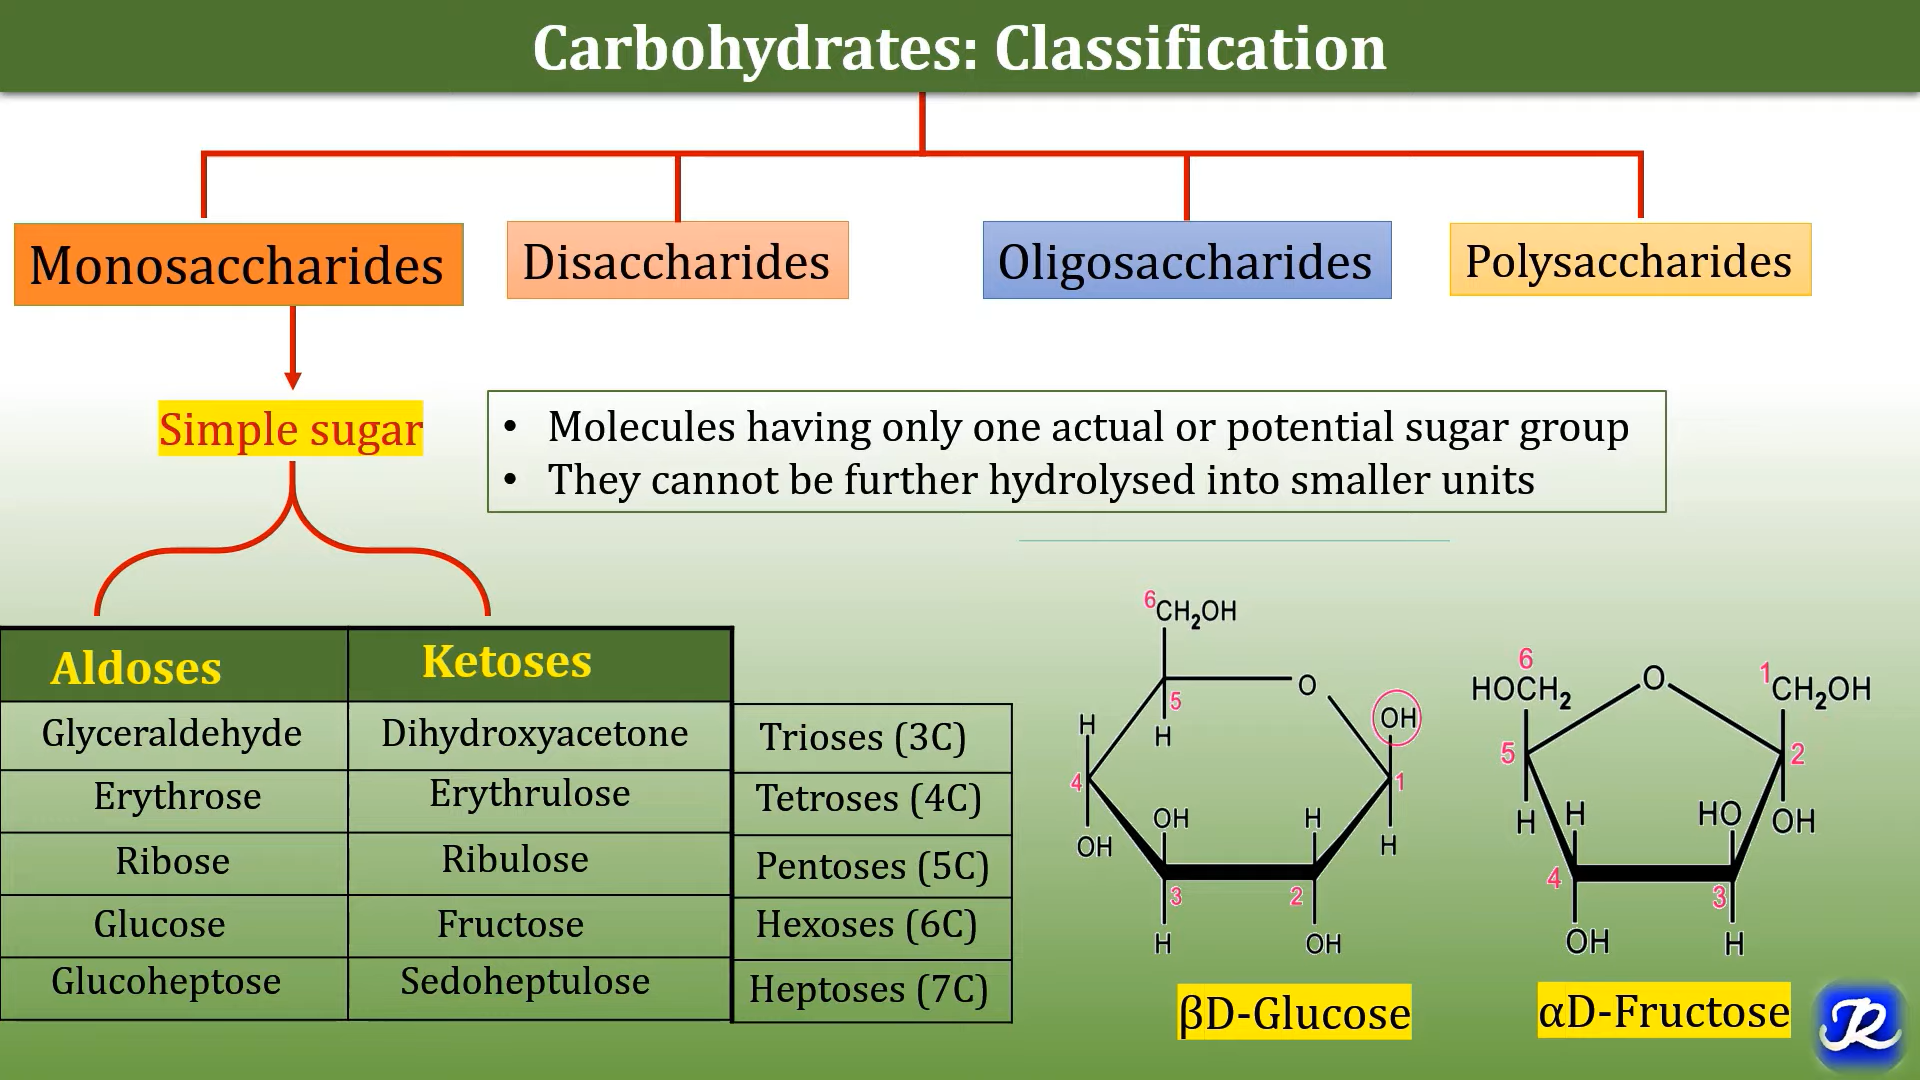 Carbohydrates: Classification
Monosaccharides
Disaccharides
Oligosaccharides
Polysaccharides
Simple sugar
• Molecules having only one actual or potential sugar group
• They cannot be further hydrolysed into smaller units
Aldoses Ketoses
Glyceraldehyde Dihydroxyacetone Trioses (3C)
Erythrose Erythrulose Tetroses (4C)
Ribose Ribulose Pentoses (5C)
Glucose Fructose Hexoses (6C)
Glucoheptose Sedoheptulose Heptoses (7C)
6
CH2OH
O
5
H
H
OH
4
1
OH
H
OH
H
H
3
2
H
OH
βD-Glucose
6
HOCH2
O
1
CH2OH
5
2
H
H
HO
OH
4
3
OH
H
αD-Fructose
R